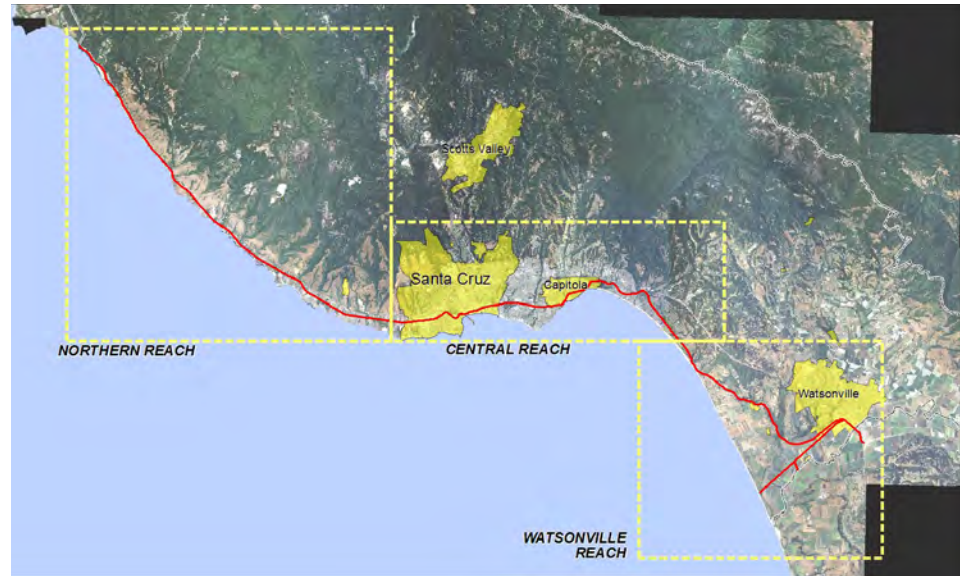 Scotts Valley
Santa Cruz
Capitola
NORTHERN REACH
CENTRAL REACH
Watsonville
WATSONVILLE
REACH